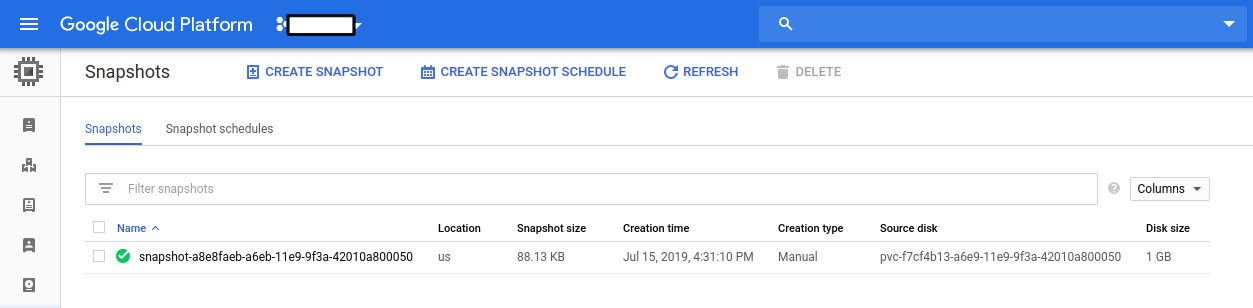 Google Cloud Platform
Snapshots CREATE SNAPSHOT CREATE SNAPSHOT SCHEDULE REFRESH DELETE
Snapshots Snapshot schedules
Filter snapshots ? Columns
Name Location Snapshot size Creation time Creation type Source disk Disk size
snapshot-a8e8faeb-a6eb-11e9-9f3a-42010a800050 us 88.13 KB Jul 15, 2019, 4:31:10 PM Manual pvc-f7cf4b13-a6e9-11e9-9f3a-42010a800050 1 GB